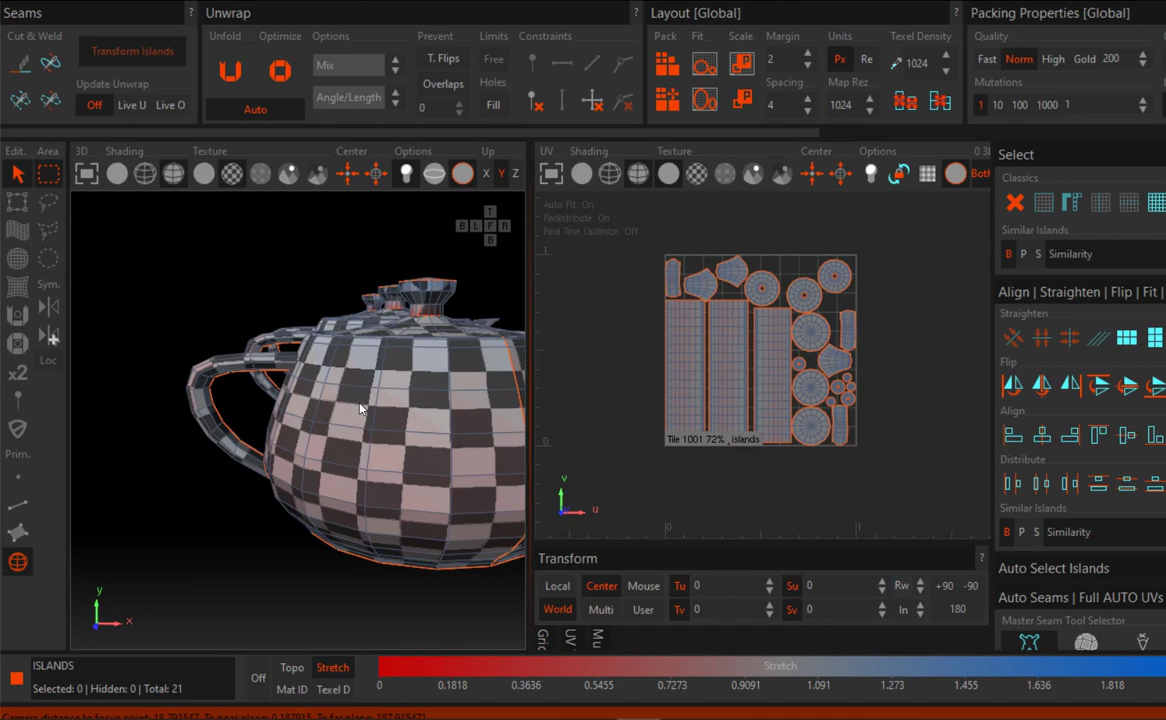 Seams ? Unwrap ? Layout [Global] ? Packing Properties [Global]
Cut & Weld Unfold Optimize Options Prevent Limits Constraints Pack Fit Scale Margin Units Texel Density Quality
Transform Islands Mix T. Flips Free 2 Px Re 1024 Fast Norm High Gold 200
Update Unwrap Overlaps Holes Spacing Map Rez Mutations
Off Live U Live O Auto Angle/Length 0 Fill 4 1024 1 10 100 1000 1
Edit. Area 3D Shading Texture Center Options Up UV Shading Texture Center Options 0 3D
X Y Z Both
Select
Classics
Similar Islands
B P S Similarity
Sym.
Loc
x2
Prim.
T
B L F R
B
Auto Fit: On
Redistribute: On
Real Time Optimize: Off
1
0
Tile 1001 72% , islands
v
u
0 1
y
x
Align | Straighten | Flip | Fit |
Straighten
Flip
Align
Distribute
Similar Islands
B P S Similarity
Auto Select Islands
Auto Seams | Full AUTO UVs
Master Seam Tool Selector
Transform ?
Local Center Mouse Tu 0 Su 0 Rw +90 -90
World Multi User Tv 0 Sv 0 In 180
Gric UV Mu
ISLANDS
Selected: 0 | Hidden: 0 | Total: 21
Off Topo Stretch
Mat ID Texel D
Stretch
0 0.1818 0.3636 0.5455 0.7273 0.9091 1.091 1.273 1.455 1.636 1.818